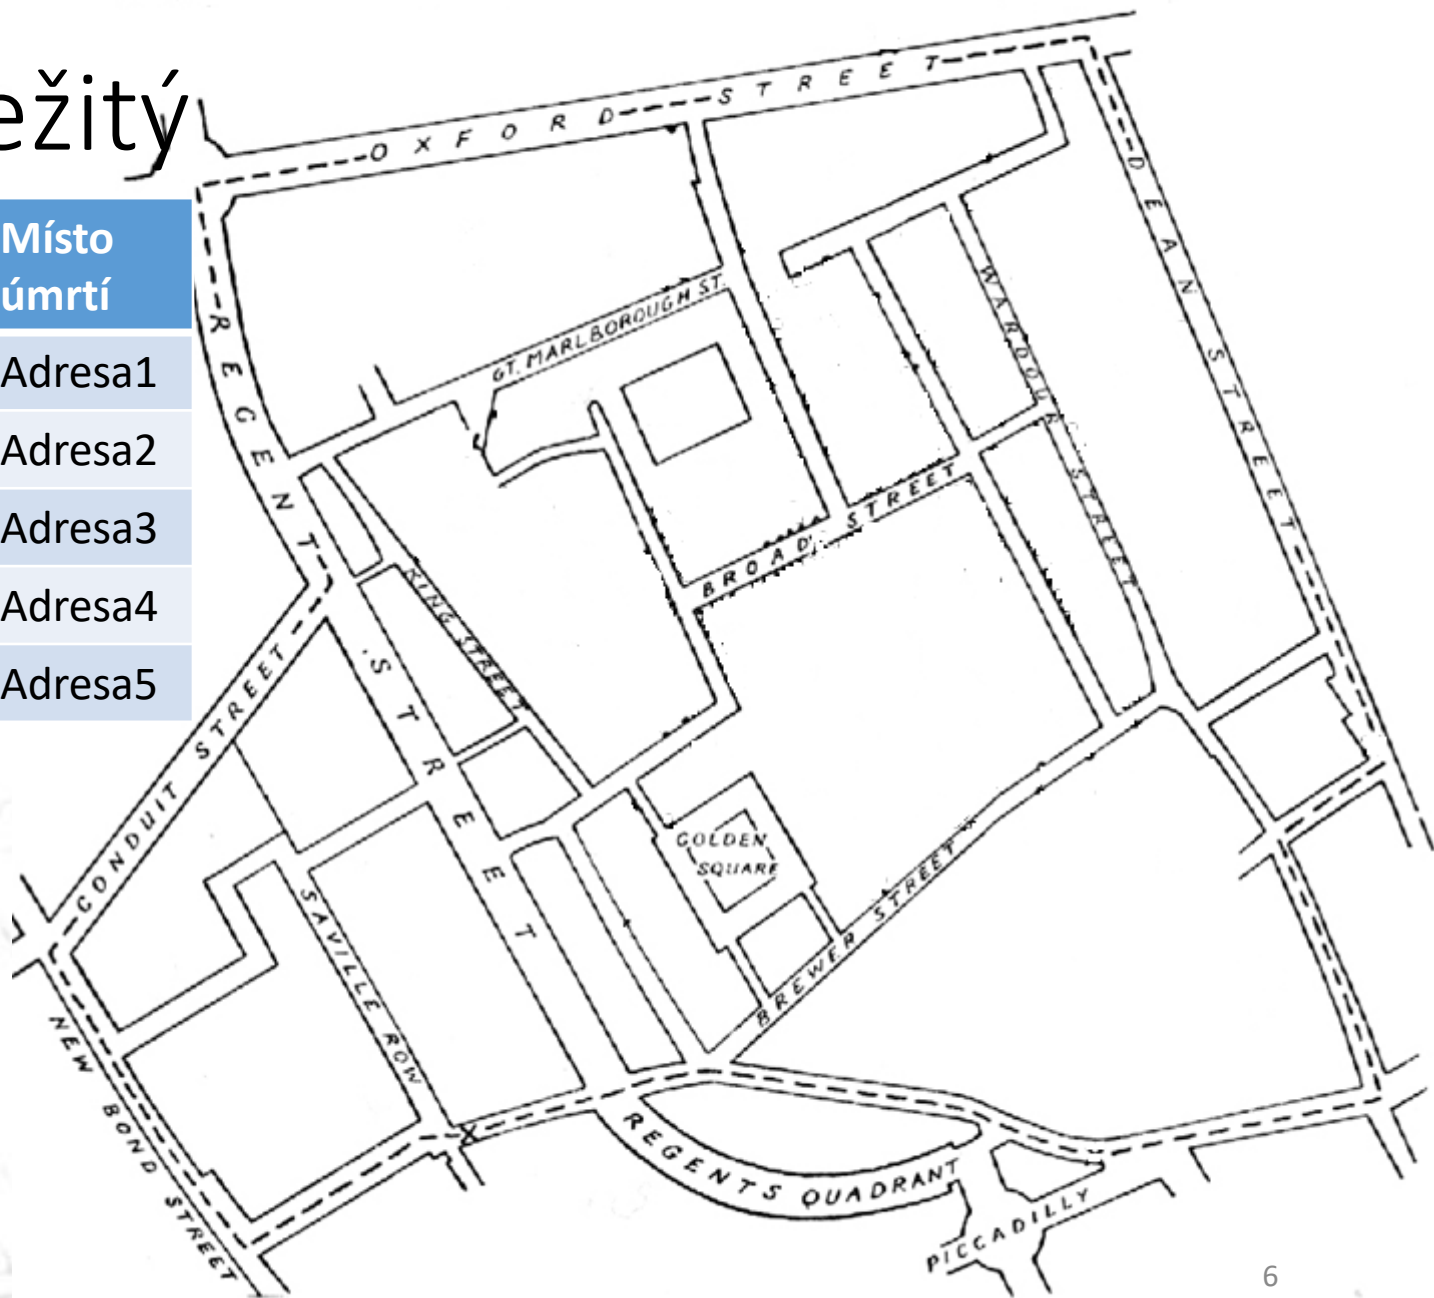 ežitý
Místo
úmrtí
Adresa1
Adresa2
Adresa3
Adresa4
Adresa5
OXFORD STREET
DEAN STREET
WARDOUR STREET
GT. MARLBOROUGH ST.
REGENT STREET
BROAD STREET
KING STREET
CONDUIT STREET
GOLDEN
SQUARE
SAVILLE ROW
BREWER STREET
NEW BOND STREET
REGENTS QUADRANT
PICCADILLY
6